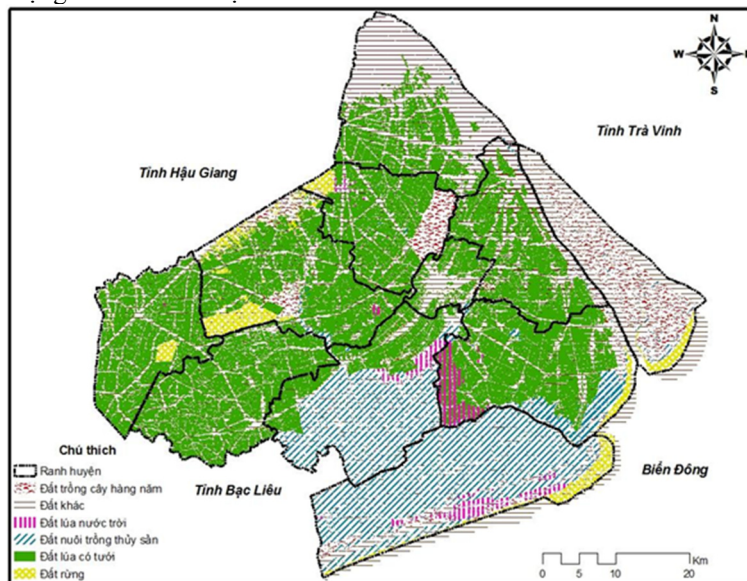 N
W
S
Tỉnh Trà Vinh
Tỉnh Hậu Giang
Chú thích
Ranh huyện
Đất trồng cây hàng năm
Đất khác
Đất lúa nước trời
Đất nuôi trồng thủy sản
Đất lúa có tưới
Đất rừng
Tỉnh Bạc Liêu
Biển Đông
0 5 10 20
Km